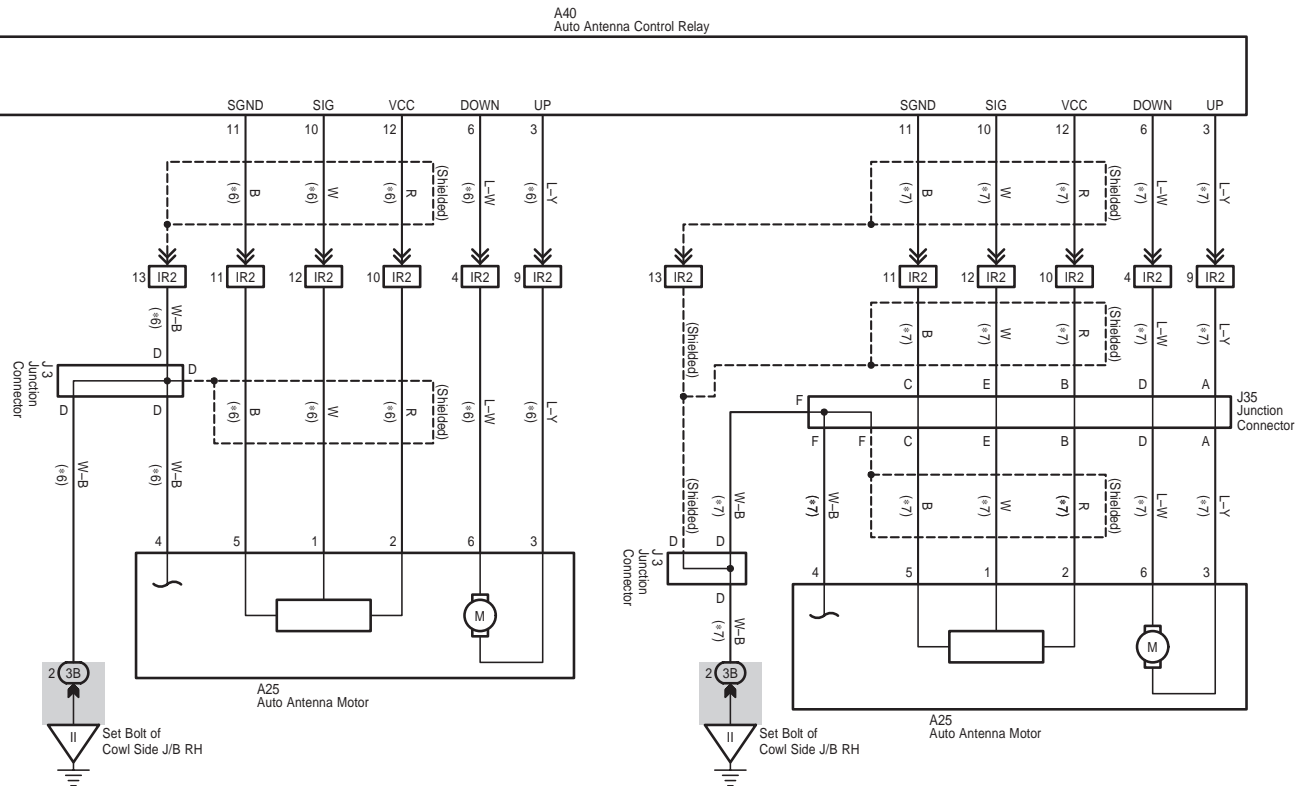 A40
Auto Antenna Control Relay
SGND SIG VCC DOWN UP SGND SIG VCC DOWN UP
11 10 12 6 3 11 10 12 6 3
(*6) B (*6) W (*6) R (Shielded) (*6) L–W (*6) L–Y (*7) B (*7) W (*7) R (Shielded) (*7) L–W (*7) L–Y
13 IR2 11 IR2 12 IR2 10 IR2 4 IR2 9 IR2 13 IR2 11 IR2 12 IR2 10 IR2 4 IR2 9 IR2
(*6) W–B (Shielded) (*7) B (*7) W (*7) R (Shielded) (*7) L–W (*7) L–Y
D
D
J 3
Junction
Connector
C E B D A
D D
(*6) B (*6) W (*6) R (Shielded) (*6) L–W (*6) L–Y
F
J35
Junction
Connector
F F C E B D A
(*6) W–B (*6) W–B (Shielded) (*7) W–B (*7) W–B (*7) B (*7) W (*7) R (Shielded) (*7) L–W (*7) L–Y
4 5 1 2 6 3
D D
J 3
Junction
Connector
4 5 1 2 6 3
D
M
(*7) W–B
M
2 3B
2 3B
A25
Auto Antenna Motor
A25
Auto Antenna Motor
II
Set Bolt of
Cowl Side J/B RH
II
Set Bolt of
Cowl Side J/B RH